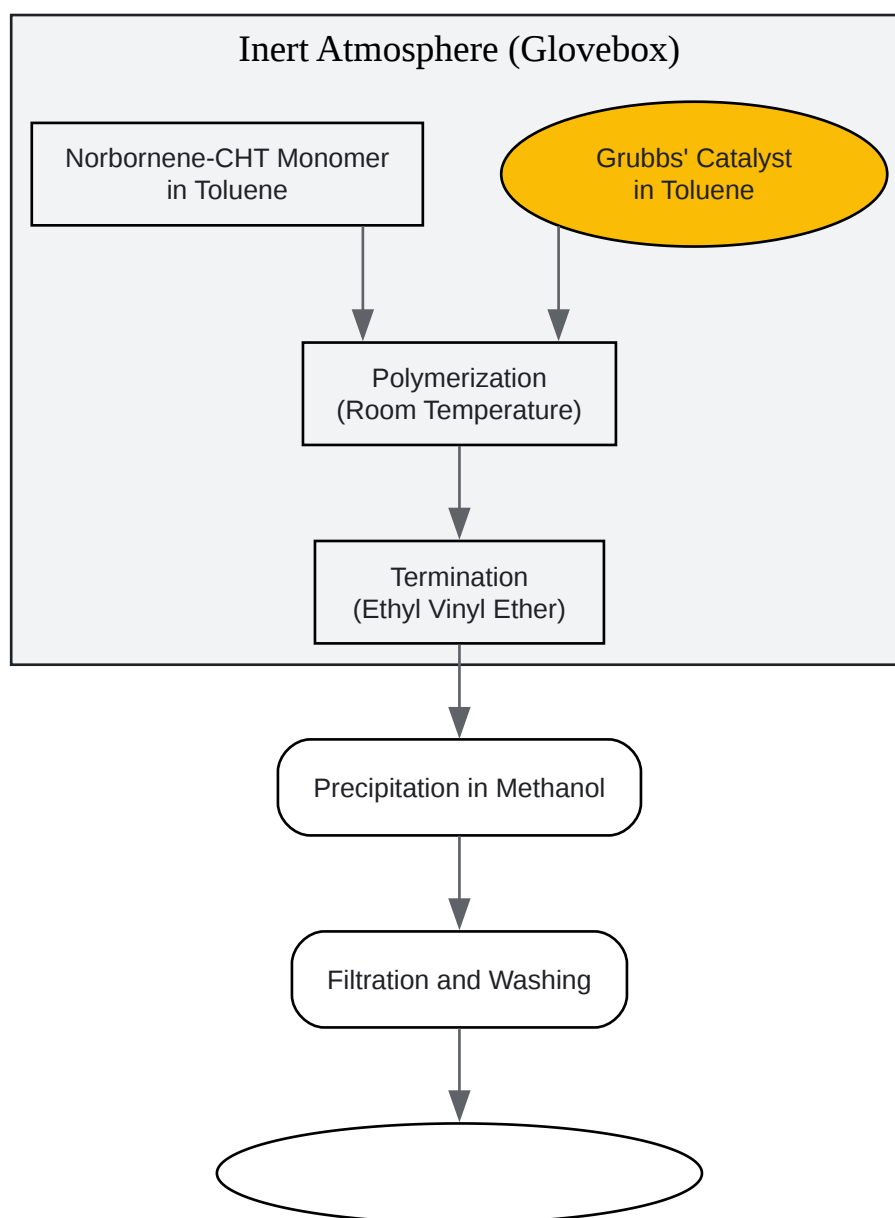 Inert Atmosphere (Glovebox)
Norbornene-CHT Monomer
in Toluene
Grubbs' Catalyst
in Toluene
Polymerization
(Room Temperature)
Termination
(Ethyl Vinyl Ether)
Precipitation in Methanol
Filtration and Washing